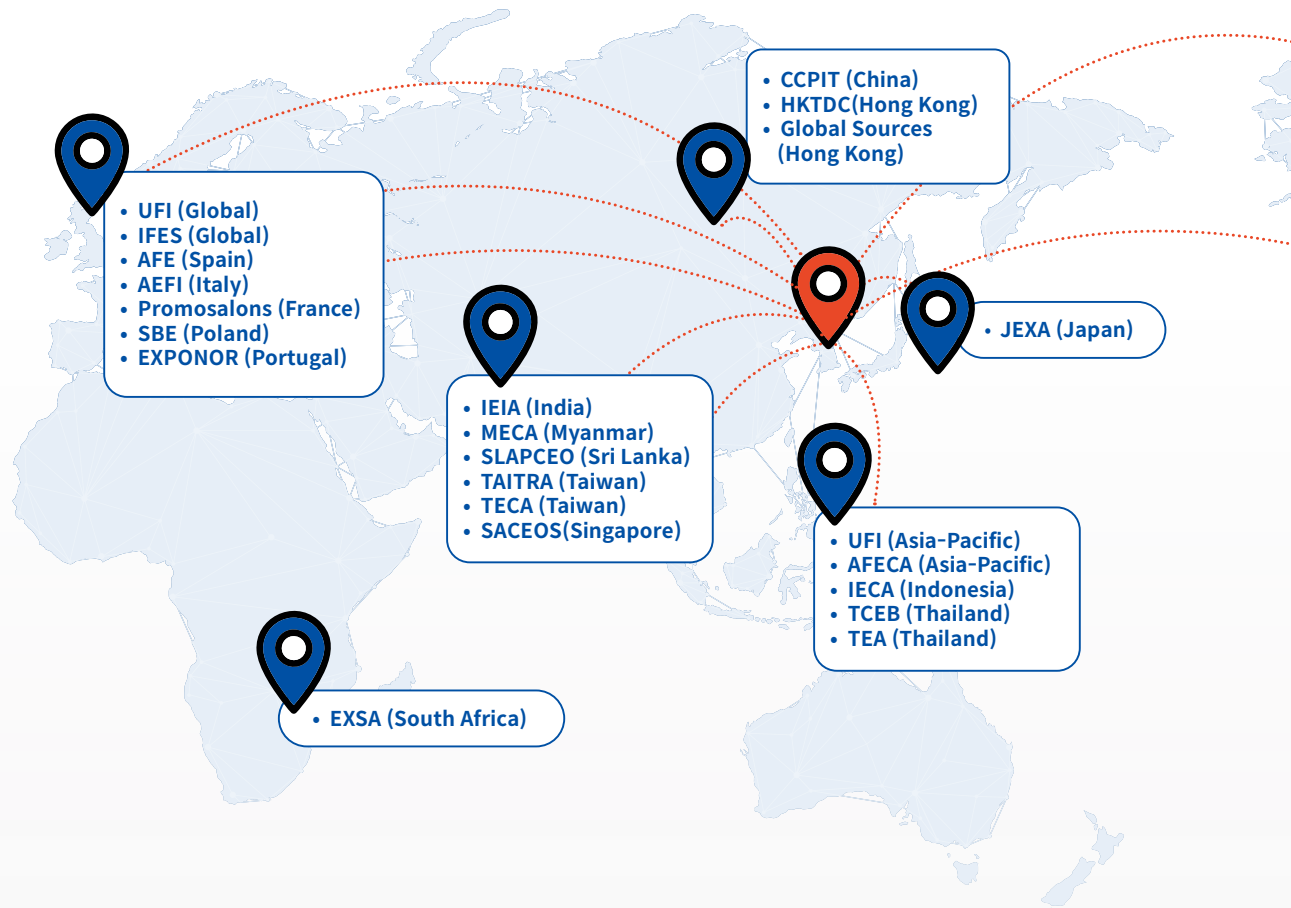 • CCPIT (China)
• HKTDC(Hong Kong)
• Global Sources
(Hong Kong)
• UFI (Global)
• IFES (Global)
• AFE (Spain)
• AEFI (Italy)
• Promosalons (France)
• SBE (Poland)
• EXPONOR (Portugal)
• JEXA (Japan)
• IEIA (India)
• MECA (Myanmar)
• SLAPCEO (Sri Lanka)
• TAITRA (Taiwan)
• TECA (Taiwan)
• SACEOS(Singapore)
• UFI (Asia-Pacific)
• AFECA (Asia-Pacific)
• IECA (Indonesia)
• TCEB (Thailand)
• TEA (Thailand)
• EXSA (South Africa)